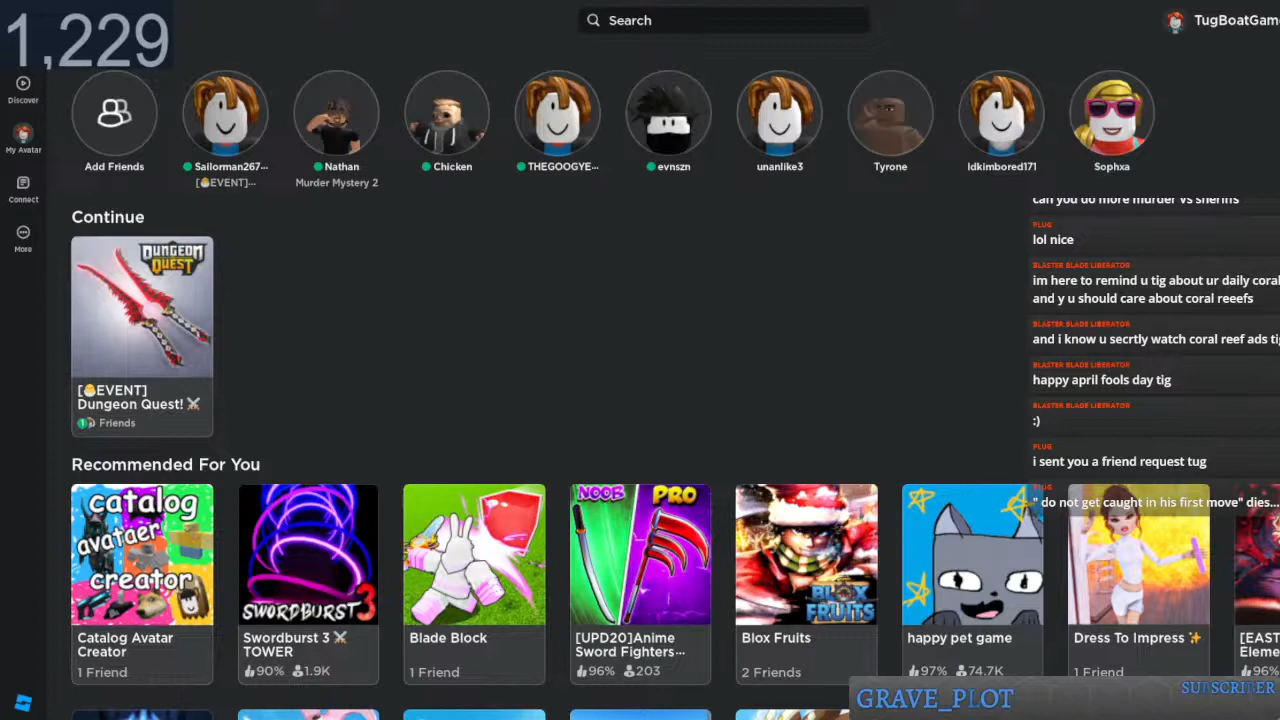 1,229
Search
TugBoatGam
Discover
My Avatar
Connect
More
Add Friends
Sailorman267...
[🐣EVENT]...
Nathan
Murder Mystery 2
Chicken
THEGOOGYE...
evnszn
unanlike3
Tyrone
Idkimbored171
Sophxa
Continue
DUNGEON QUEST
[🐣EVENT]
Dungeon Quest! ⚔
1 Friends
can you do more murder vs sheriffs
PLUG
lol nice
BLASTER BLADE LIBERATOR
im here to remind u tig about ur daily coral
and y u should care about coral reeefs
BLASTER BLADE LIBERATOR
and i know u secrtly watch coral reef ads tig
BLASTER BLADE LIBERATOR
happy april fools day tig
BLASTER BLADE LIBERATOR
:)
PLUG
i sent you a friend request tug
PLUG
" do not get caught in his first move" dies...
Recommended For You
catalog
avataer
creator
SWORDBURST 3
NOOB
PRO
BLOX
FRUITS
Catalog Avatar
Creator
1 Friend
Swordburst 3 ⚔
TOWER
90% 1.9K
Blade Block
1 Friend
[UPD20]Anime
Sword Fighters...
96% 203
Blox Fruits
2 Friends
happy pet game
97% 74.7K
Dress To Impress ✨
1 Friend
[EAST
Eleme
96%
GRAVE_PLOT
SUBSCRIBER